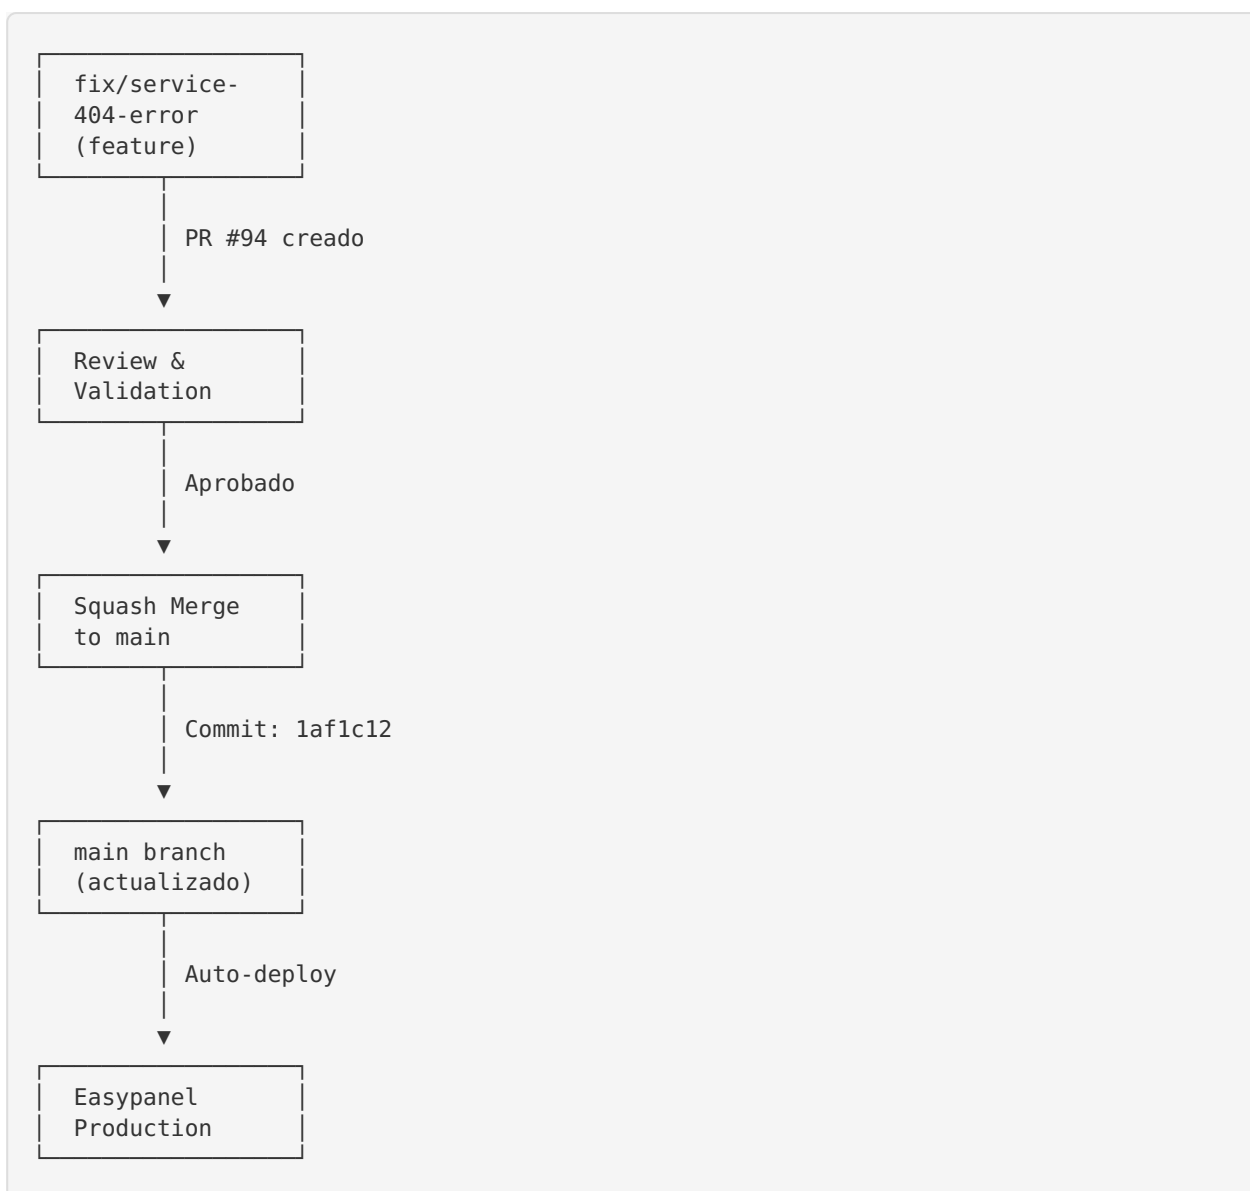 fix/service-
404-error
(feature)
PR #94 creado
Review &
Validation
Aprobado
Squash Merge
to main
Commit: 1af1c12
main branch
(actualizado)
Auto-deploy
Easypanel
Production